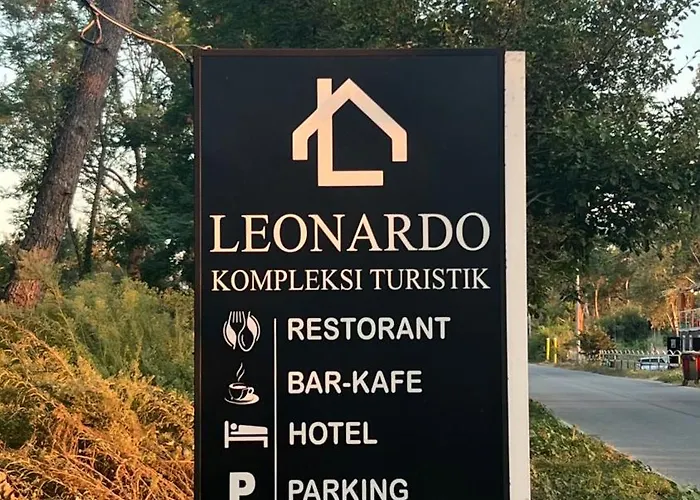 LEONARDO
KOMPLEKSI TURISTIK
RESTORANT
BAR-KAFE
HOTEL
P PARKING